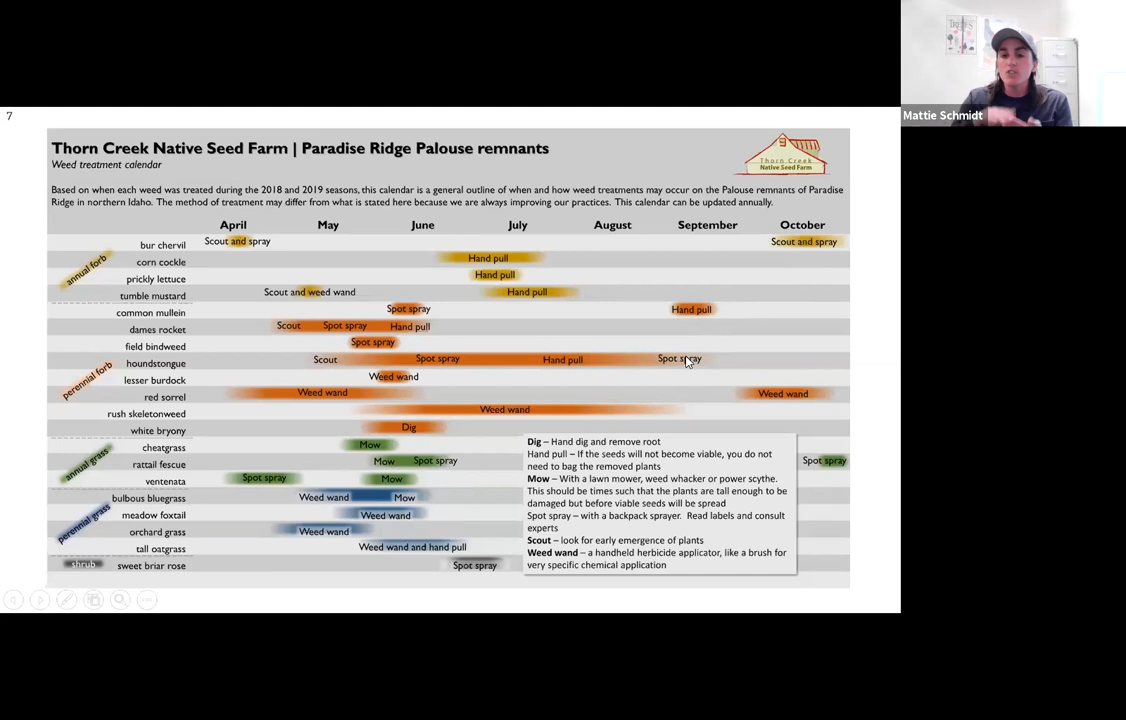 Mattie Schmidt
7
Thorn Creek Native Seed Farm | Paradise Ridge Palouse remnants
Weed treatment calendar
Thorn Creek
Native Seed Farm
Based on when each weed was treated during the 2018 and 2019 seasons, this calendar is a general outline of when and how weed treatments may occur on the Palouse remnants of Paradise
Ridge in northern Idaho. The method of treatment may differ from what is stated here because we are always improving our practices. This calendar can be updated annually.
April May June July August September October
annual forb
bur chervil Scout and spray Scout and spray
corn cockle Hand pull
prickly lettuce Hand pull
tumble mustard Scout and weed wand Hand pull
perennial forb
common mullein Spot spray Hand pull
dames rocket Scout Spot spray Hand pull
field bindweed Spot spray
houndstongue Scout Spot spray Hand pull Spot spray
lesser burdock Weed wand
red sorrel Weed wand Weed wand
rush skeletonweed Weed wand
white bryony Dig
annual grass
cheatgrass Mow
rattail fescue Mow Spot spray Spot spray
ventenata Spot spray Mow
perennial grass
bulbous bluegrass Weed wand Mow
meadow foxtail Weed wand
orchard grass Weed wand
tall oatgrass Weed wand and hand pull
shrub
sweet briar rose Spot spray
Dig – Hand dig and remove root
Hand pull – If the seeds will not become viable, you do not
need to bag the removed plants
Mow – With a lawn mower, weed whacker or power scythe.
This should be times such that the plants are tall enough to be
damaged but before viable seeds will be spread
Spot spray – with a backpack sprayer. Read labels and consult
experts
Scout – look for early emergence of plants
Weed wand – a handheld herbicide applicator, like a brush for
very specific chemical application